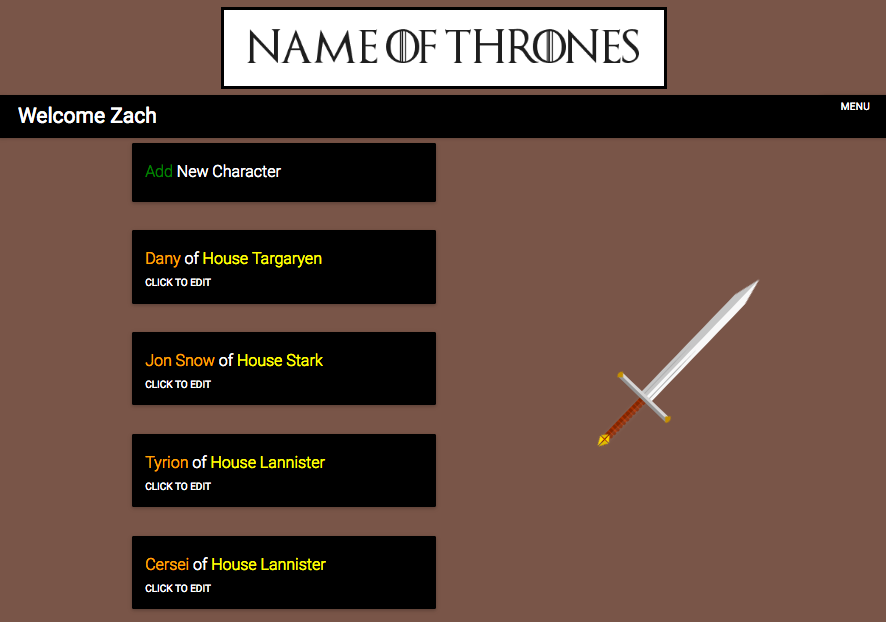 NAME OF THRONES
Welcome Zach
MENU
Add New Character
Dany of House Targaryen
CLICK TO EDIT
Jon Snow of House Stark
CLICK TO EDIT
Tyrion of House Lannister
CLICK TO EDIT
Cersei of House Lannister
CLICK TO EDIT